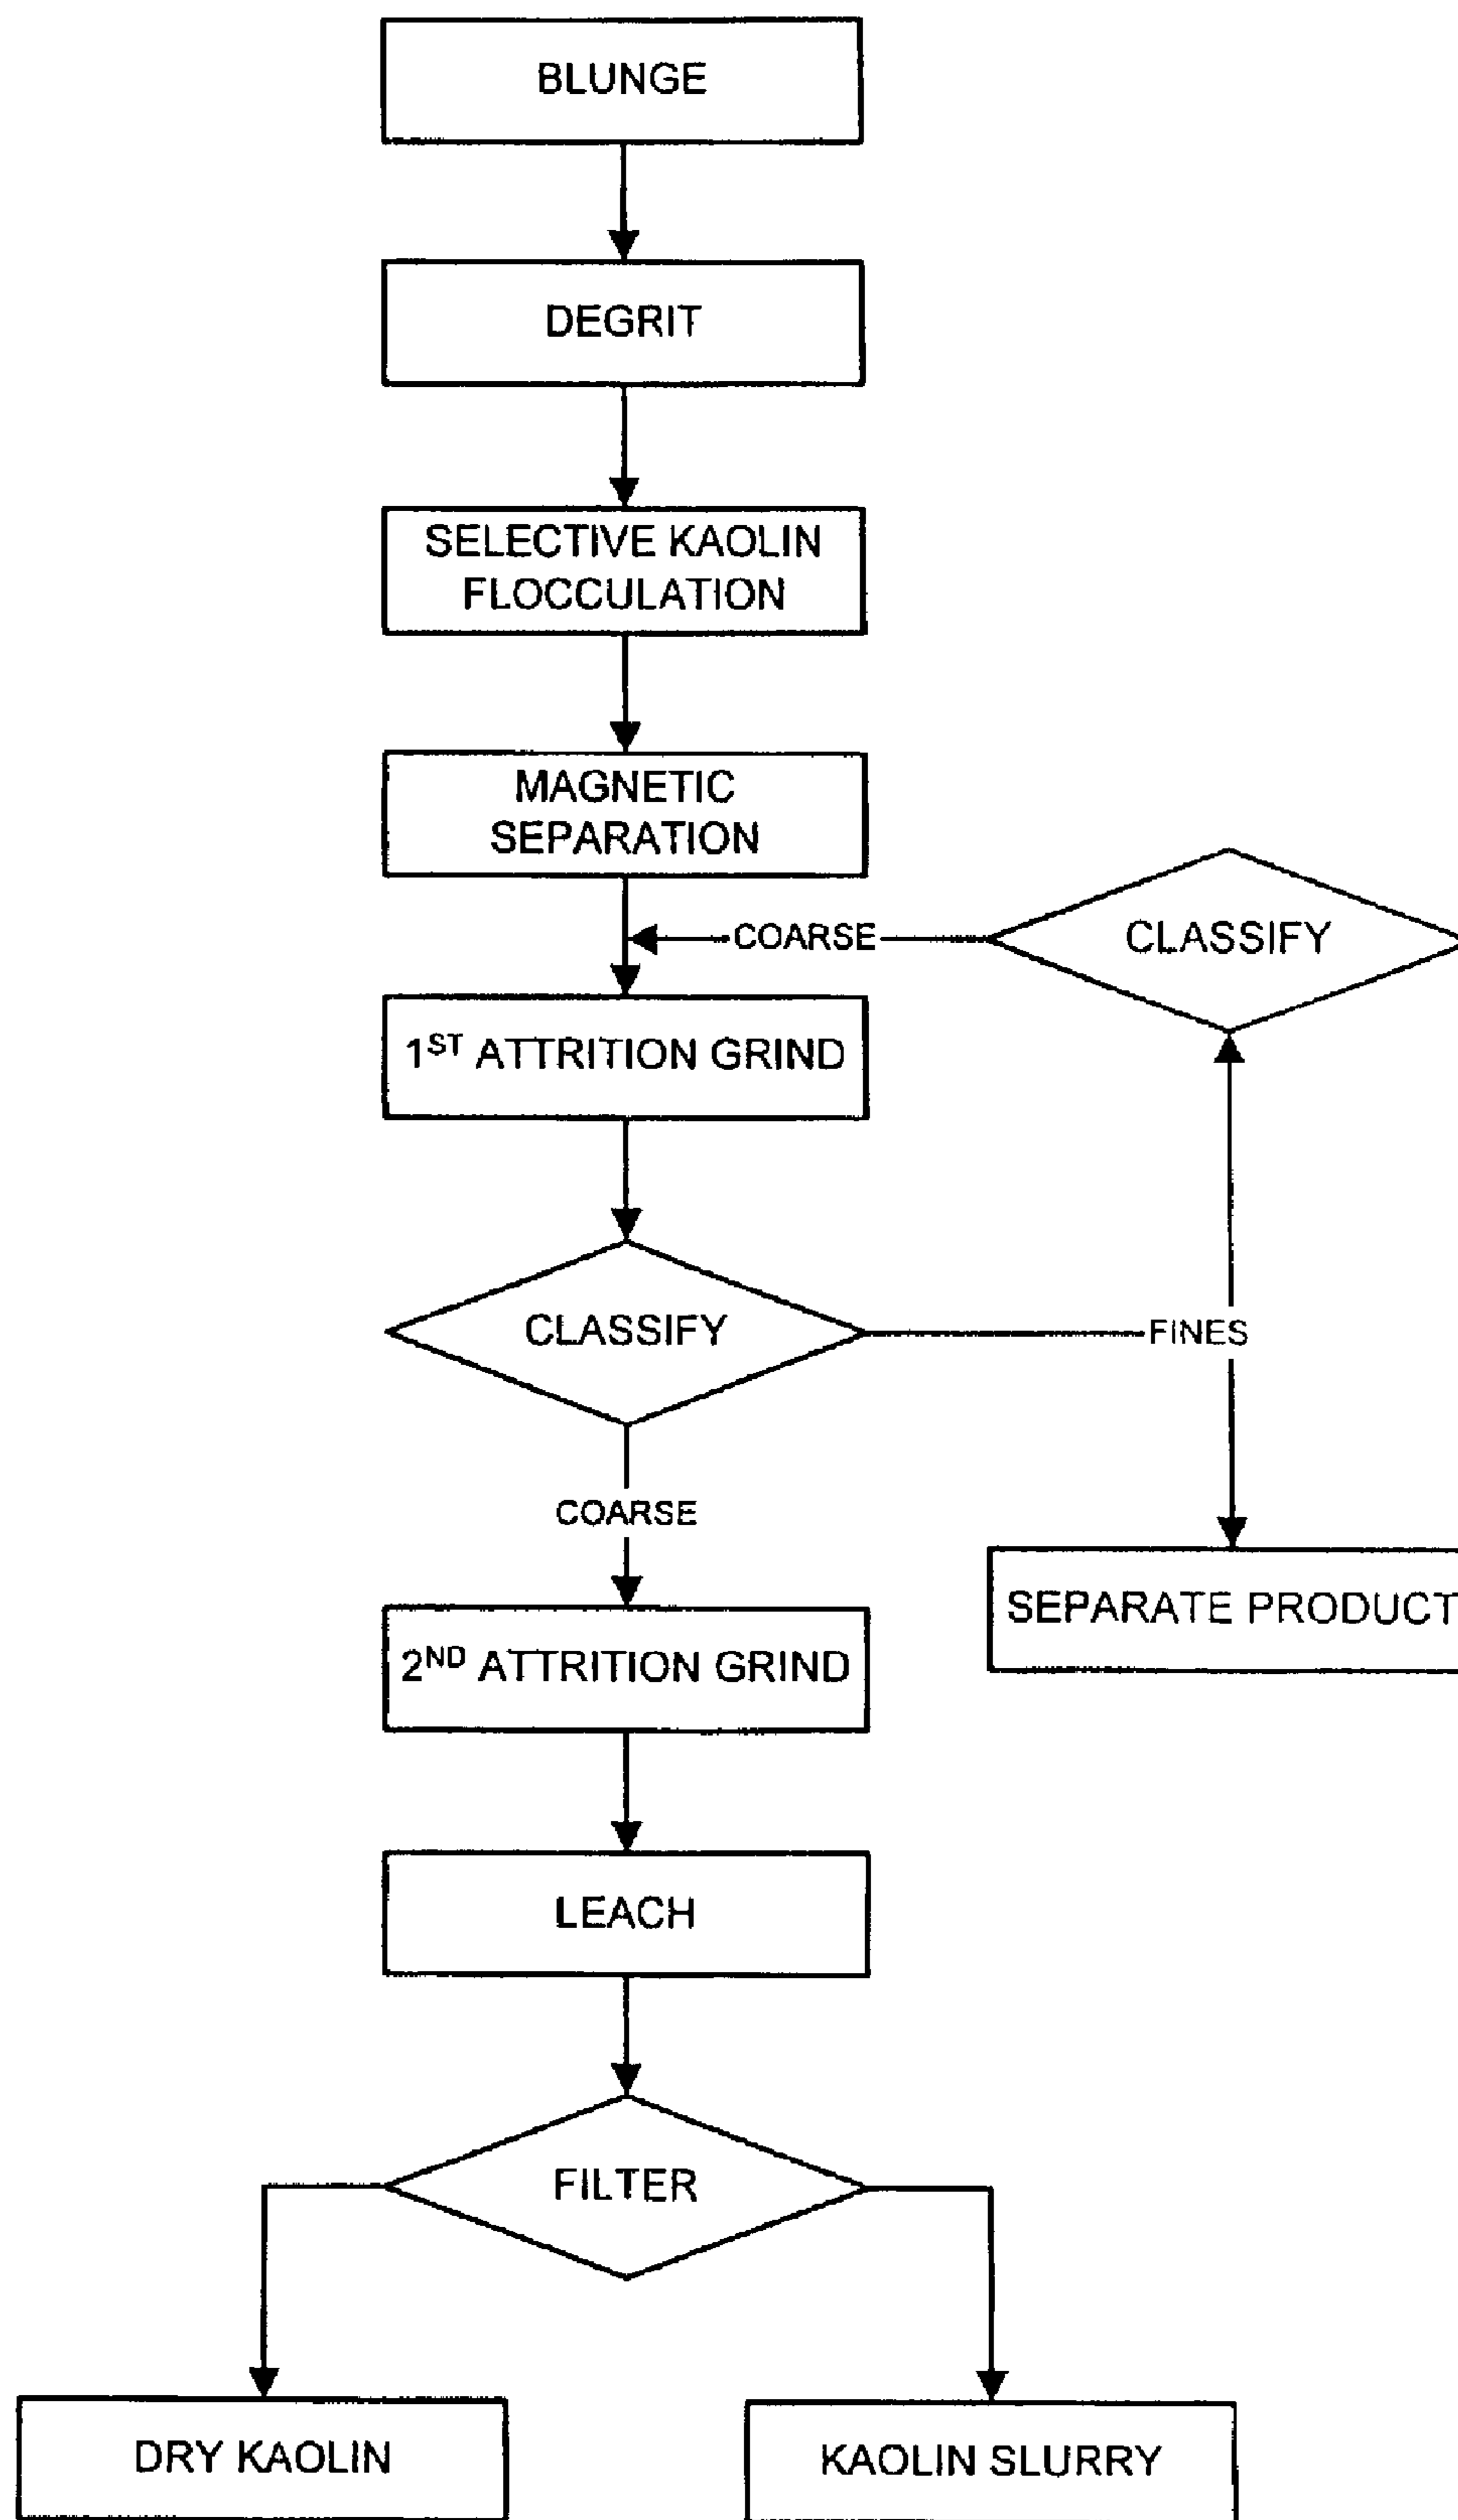 BLUNGE
DEGRIT
SELECTIVE KAOLIN
FLOCCULATION
MAGNETIC
SEPARATION
COARSE
CLASSIFY
1ST ATTRITION GRIND
CLASSIFY
FINES
COARSE
SEPARATE PRODUCT
2ND ATTRITION GRIND
LEACH
FILTER
DRY KAOLIN
KAOLIN SLURRY